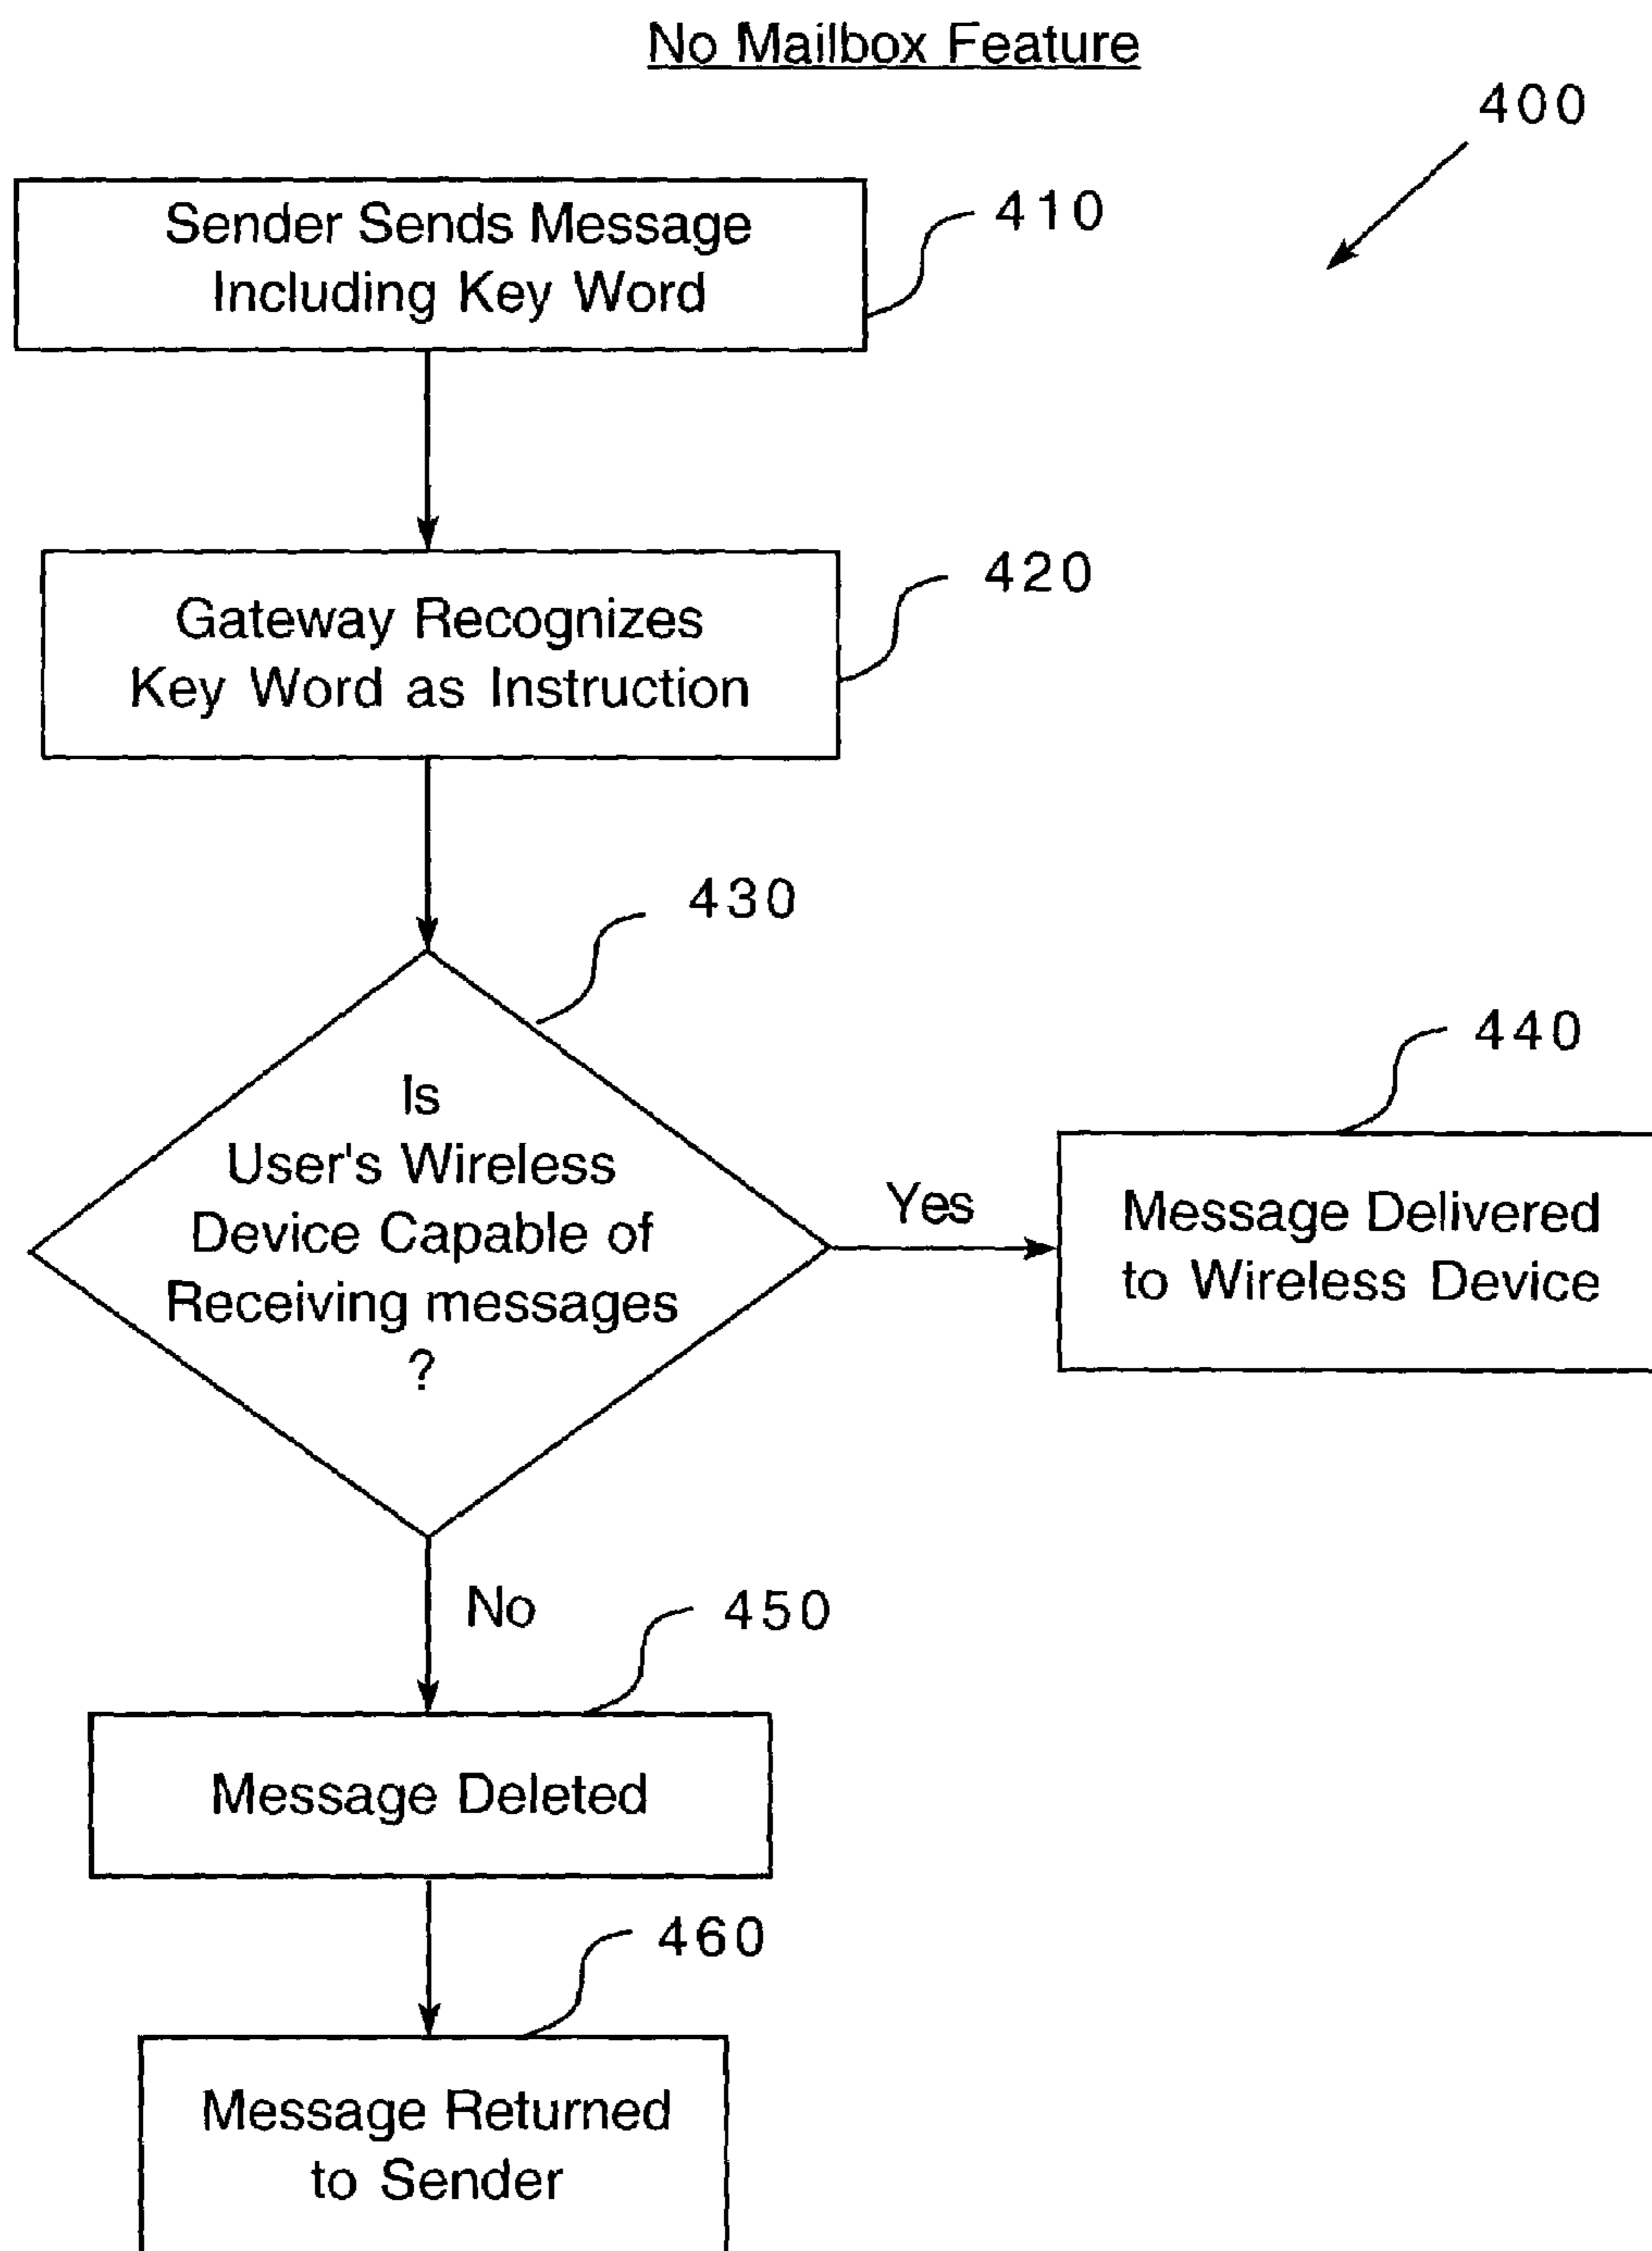 No Mailbox Feature
400
Sender Sends Message
Including Key Word
410
Gateway Recognizes
Key Word as Instruction
420
430
Is
User's Wireless
Device Capable of
Receiving messages
?
Yes
440
Message Delivered
to Wireless Device
No
450
Message Deleted
460
Message Returned
to Sender